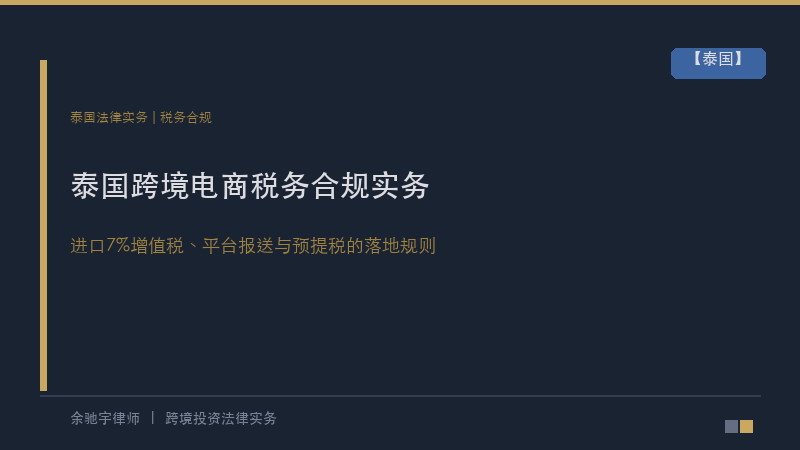 【泰国】
泰国法律实务 | 税务合规
泰国跨境电商税务合规实务
进口7%增值税、平台报送与预提税的落地规则
余驰宇律师 | 跨境投资法律实务